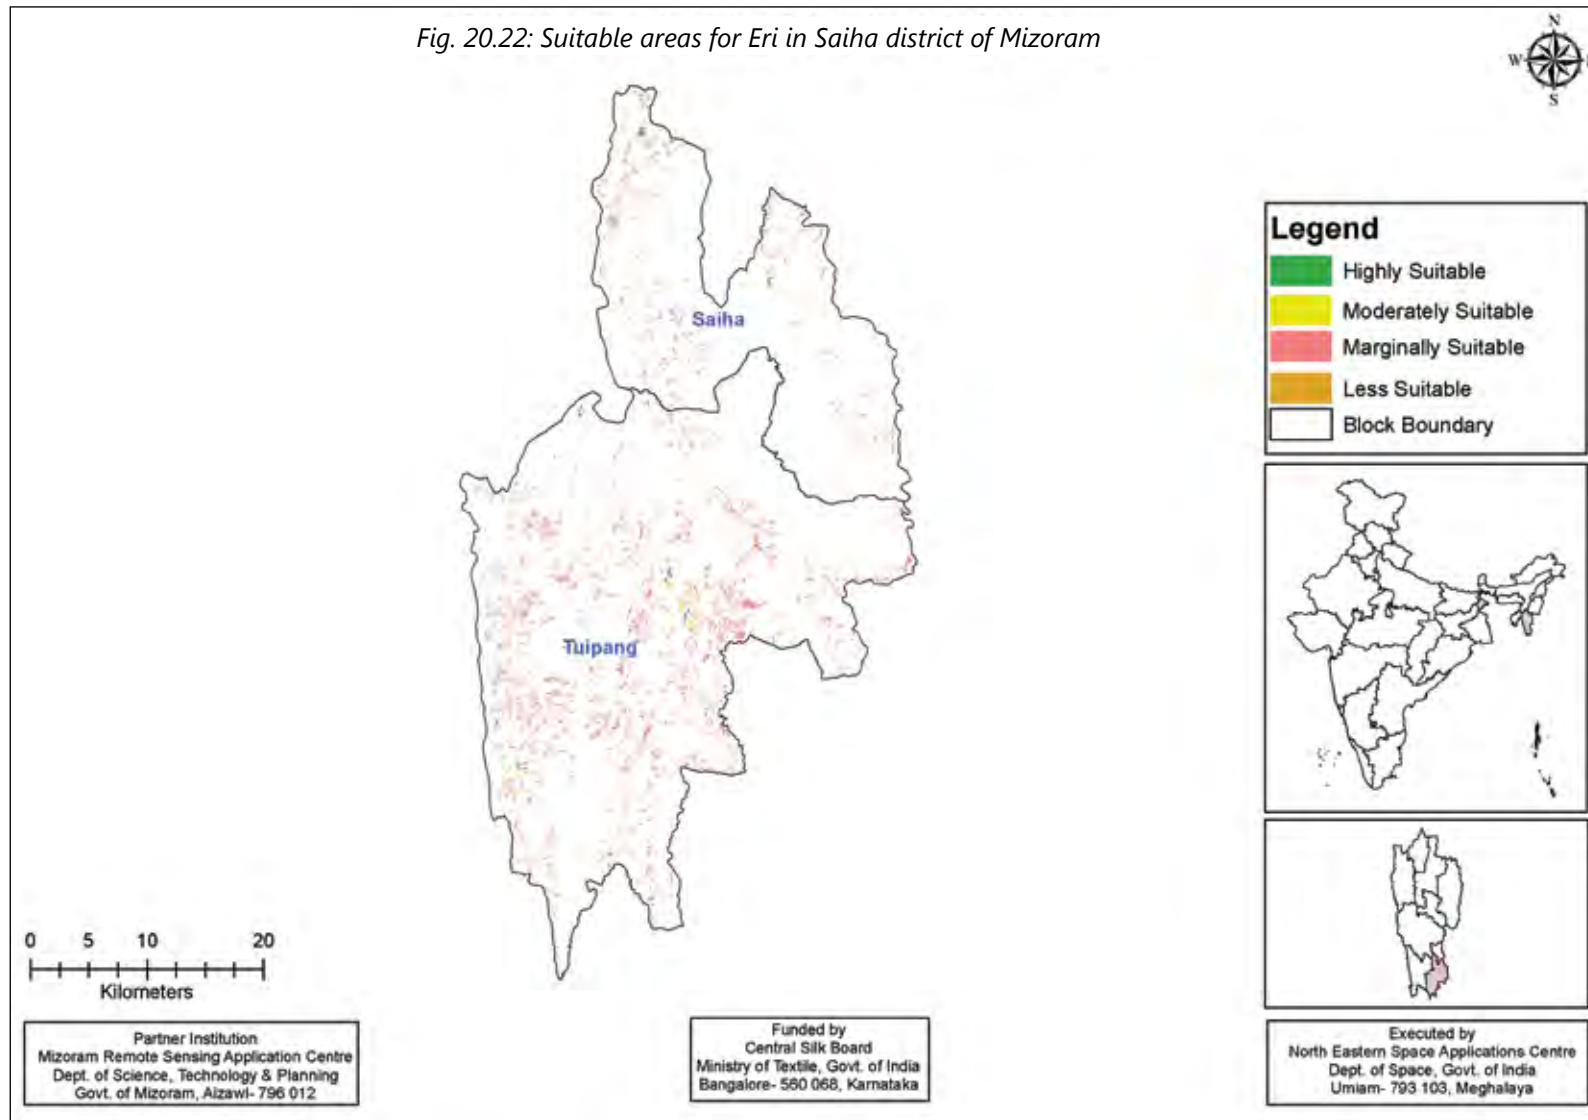 Fig. 20.22: Suitable areas for Eri in Saiha district of Mizoram
N
W
S
Saiha
Tuipang
Legend
Highly Suitable
Moderately Suitable
Marginally Suitable
Less Suitable
Block Boundary
0 5 10 20
Kilometers
Partner Institution
Mizoram Remote Sensing Application Centre
Dept. of Science, Technology & Planning
Govt. of Mizoram, Aizawl- 796 012
Funded by
Central Silk Board
Ministry of Textile, Govt. of India
Bangalore- 560 068, Karnataka
Executed by
North Eastern Space Applications Centre
Dept. of Space, Govt. of India
Umiam- 793 103, Meghalaya